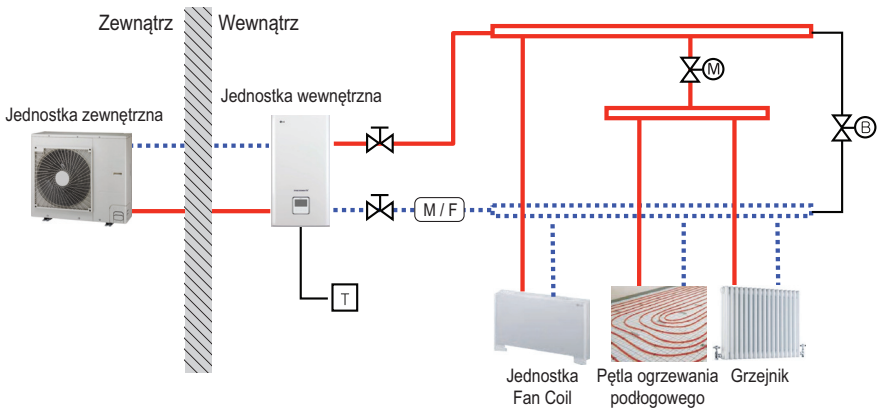 Zewnątrz
Wewnątrz
Jednostka zewnętrzna
Jednostka wewnętrzna
M
B
M / F
T
Jednostka
Fan Coil
Pętla ogrzewania
podłogowego
Grzejnik